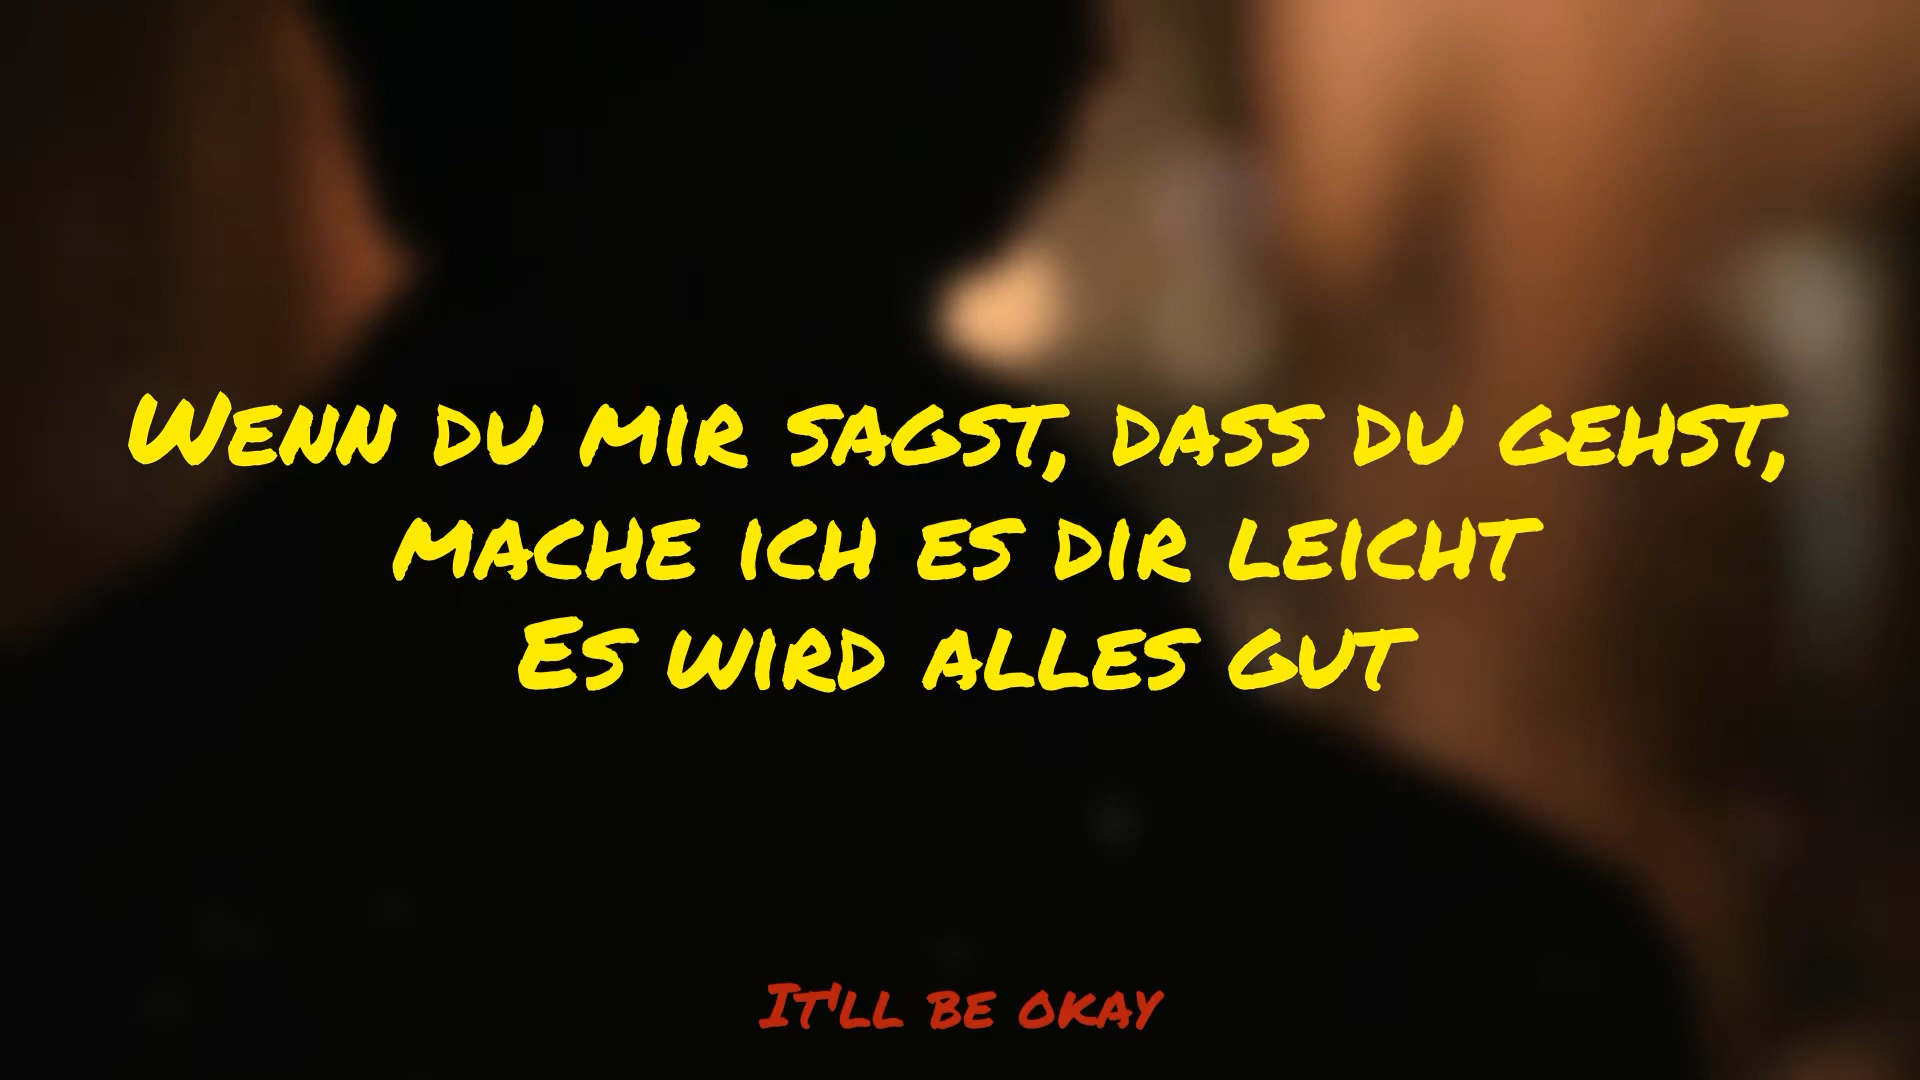 Wenn du mir sagst, dass du gehst,
mache ich es dir leicht
Es wird alles gut
It'll be okay